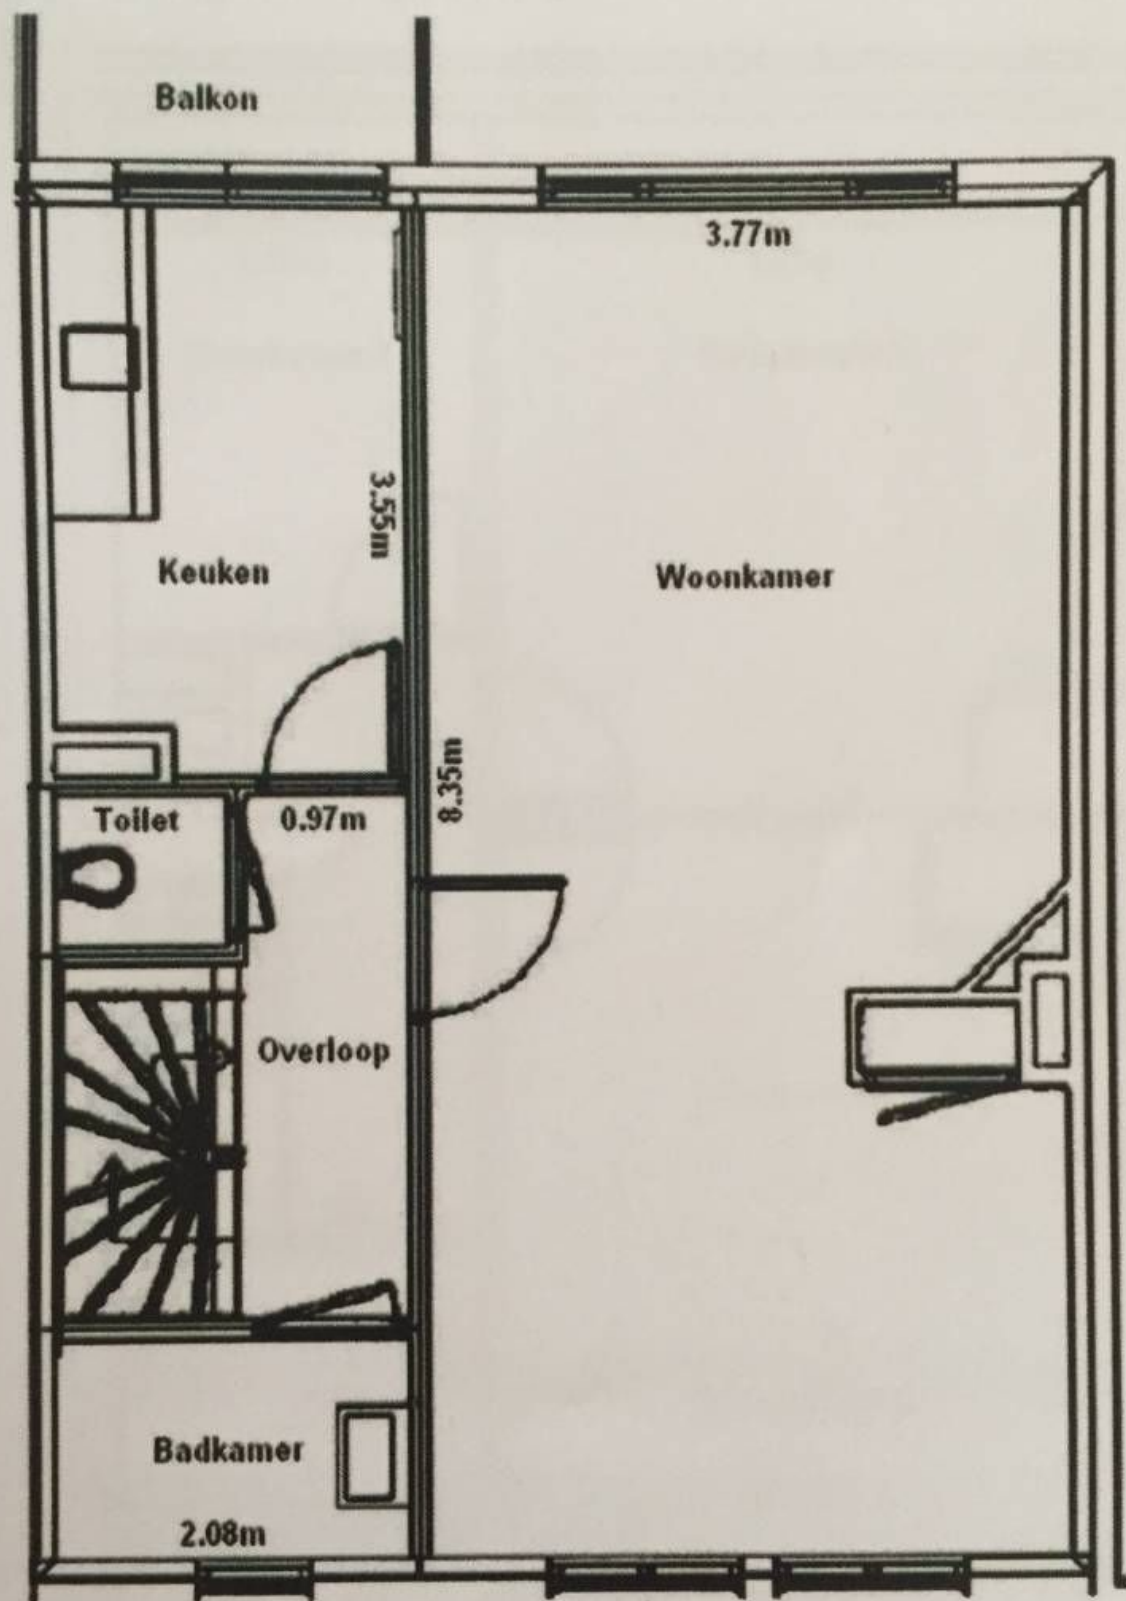 Balkon
3.77m
3.55m
Keuken
Woonkamer
8.35m
Toilet
0.97m
Overloop
Badkamer
2.08m